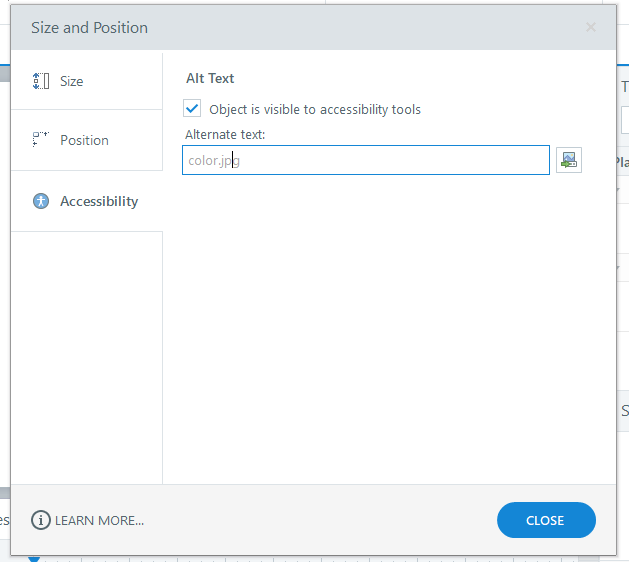 Size and Position
Size
Position
Accessibility
Alt Text
Object is visible to accessibility tools
Alternate text:
color.jpg
LEARN MORE...
CLOSE